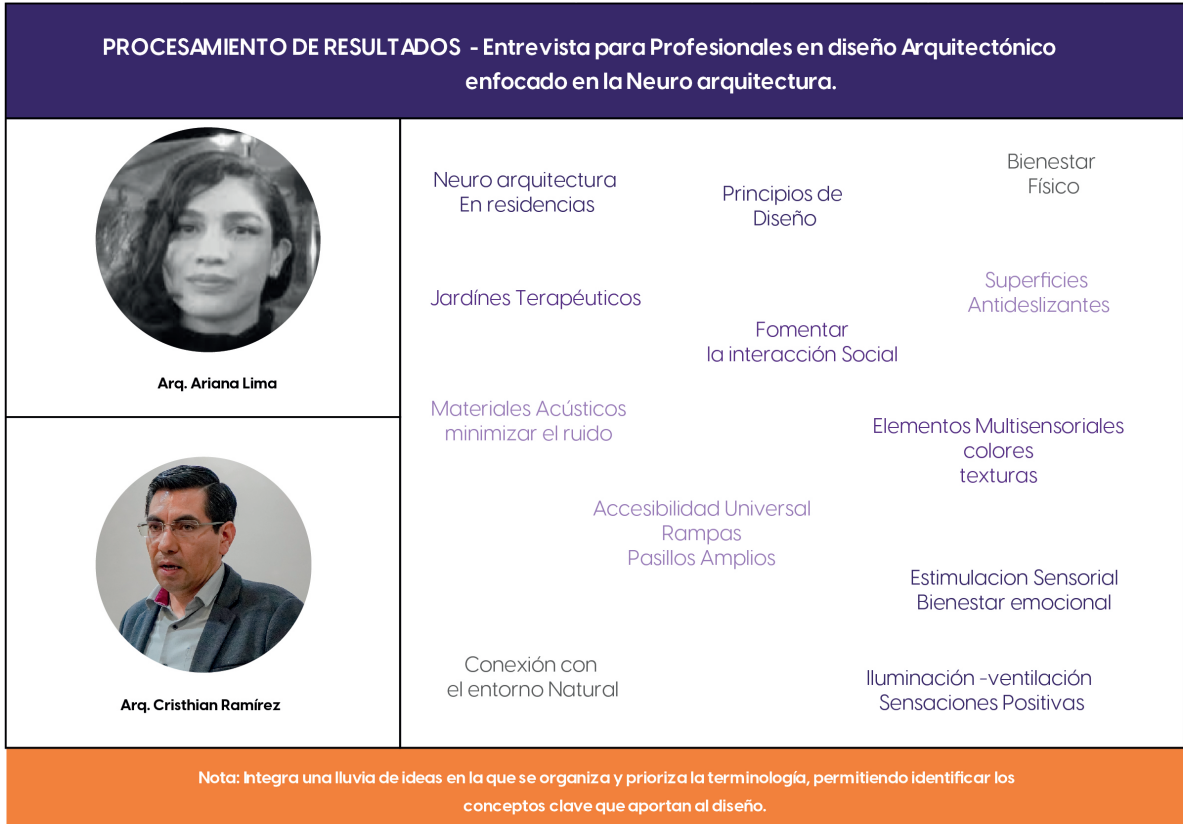 PROCESAMIENTO DE RESULTADOS - Entrevista para Profesionales en diseño Arquitectónico
enfocado en la Neuro arquitectura.
Arq. Ariana Lima
Arq. Cristhian Ramírez
Neuro arquitectura
En residencias
Principios de
Diseño
Bienestar
Físico
Jardínes Terapéuticos
Superficies
Antideslizantes
Fomentar
la interacción Social
Materiales Acústicos
minimizar el ruido
Elementos Multisensoriales
colores
texturas
Accesibilidad Universal
Rampas
Pasillos Amplios
Estimulacion Sensorial
Bienestar emocional
Conexión con
el entorno Natural
Iluminación -ventilación
Sensaciones Positivas
Nota: Integra una lluvia de ideas en la que se organiza y prioriza la terminología, permitiendo identificar los
conceptos clave que aportan al diseño.